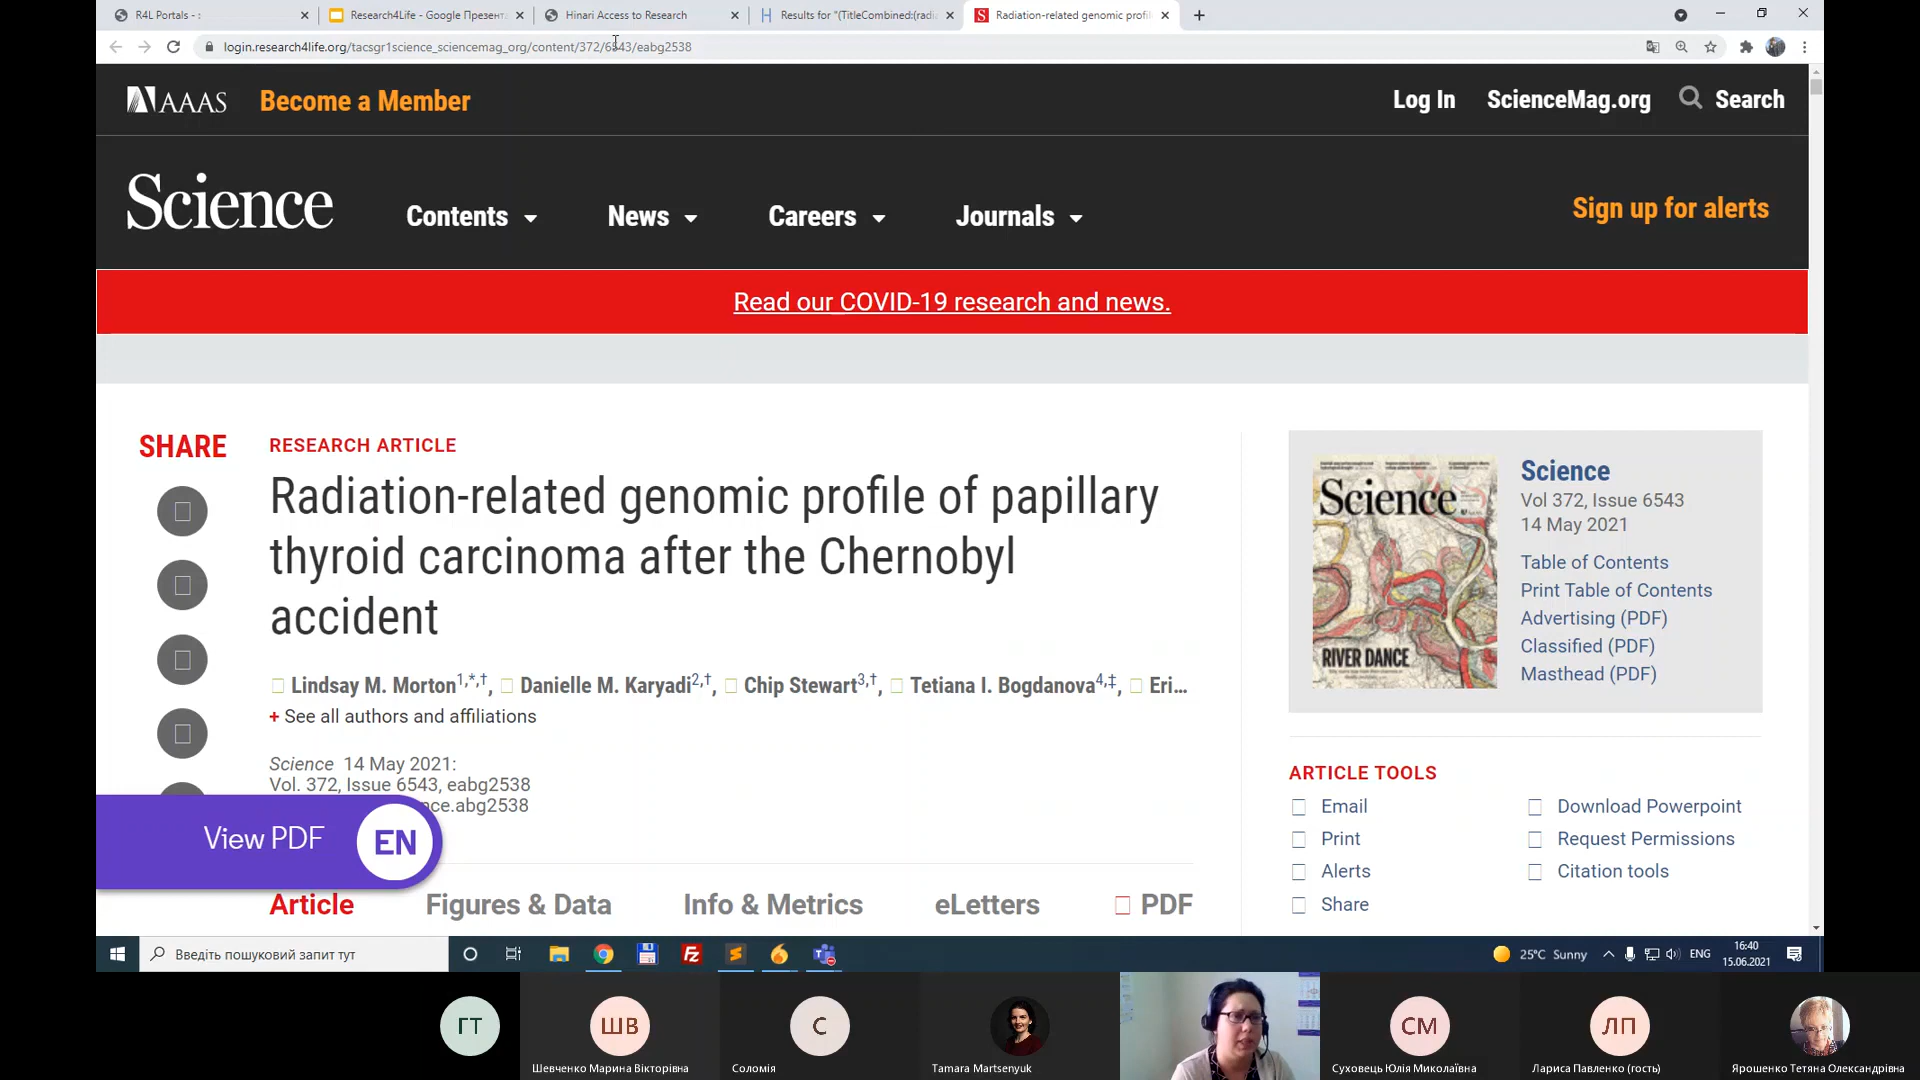 R4L Portals -
Research4Life - Google Презент
Hinari Access to Research
Results for "(TitleCombined:(radi
Radiation-related genomic profi
login.research4life.org/tacsgr1science_sciencemag_org/content/372/6543/eabg2538
AAAS
Become a Member
Log In
ScienceMag.org
Search
Science
Contents
News
Careers
Journals
Sign up for alerts
Read our COVID-19 research and news.
SHARE
RESEARCH ARTICLE
Radiation-related genomic profile of papillary
thyroid carcinoma after the Chernobyl
accident
Lindsay M. Morton1,*,†, Danielle M. Karyadi2,†, Chip Stewart3,†, Tetiana I. Bogdanova4,‡, Eri...
+ See all authors and affiliations
Science 14 May 2021:
Vol. 372, Issue 6543, eabg2538
nce.abg2538
View PDF
EN
Article
Figures & Data
Info & Metrics
eLetters
PDF
Science
RIVER DANCE
Science
Vol 372, Issue 6543
14 May 2021
Table of Contents
Print Table of Contents
Advertising (PDF)
Classified (PDF)
Masthead (PDF)
ARTICLE TOOLS
Email
Download Powerpoint
Print
Request Permissions
Alerts
Citation tools
Share
Введіть пошуковий запит тут
25°C Sunny
ENG
16:40
15.06.2021
ГТ
ШВ
Шевченко Марина Вікторівна
С
Соломія
Tamara Martsenyuk
СМ
Суховець Юлія Миколаївна
ЛП
Лариса Павленко (гость)
Ярошенко Тетяна Олександрівна